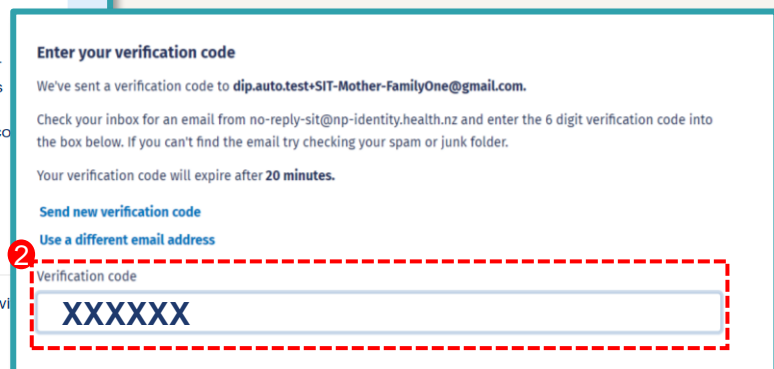 Enter your verification code
We've sent a verification code to dip.auto.test+SIT-Mother-FamilyOne@gmail.com.
Check your inbox for an email from no-reply-sit@np-identity.health.nz and enter the 6 digit verification code into
the box below. If you can't find the email try checking your spam or junk folder.
Your verification code will expire after 20 minutes.
Send new verification code
Use a different email address
2
Verification code
XXXXXX